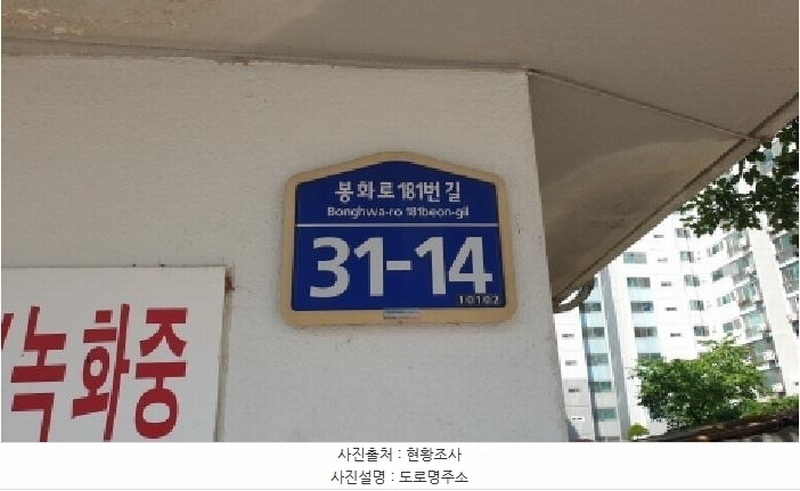 봉화로181번길
Bonghwa-ro 181beon-gil
31-14
10102
녹화중
사진출처 : 현황조사
사진설명 : 도로명주소